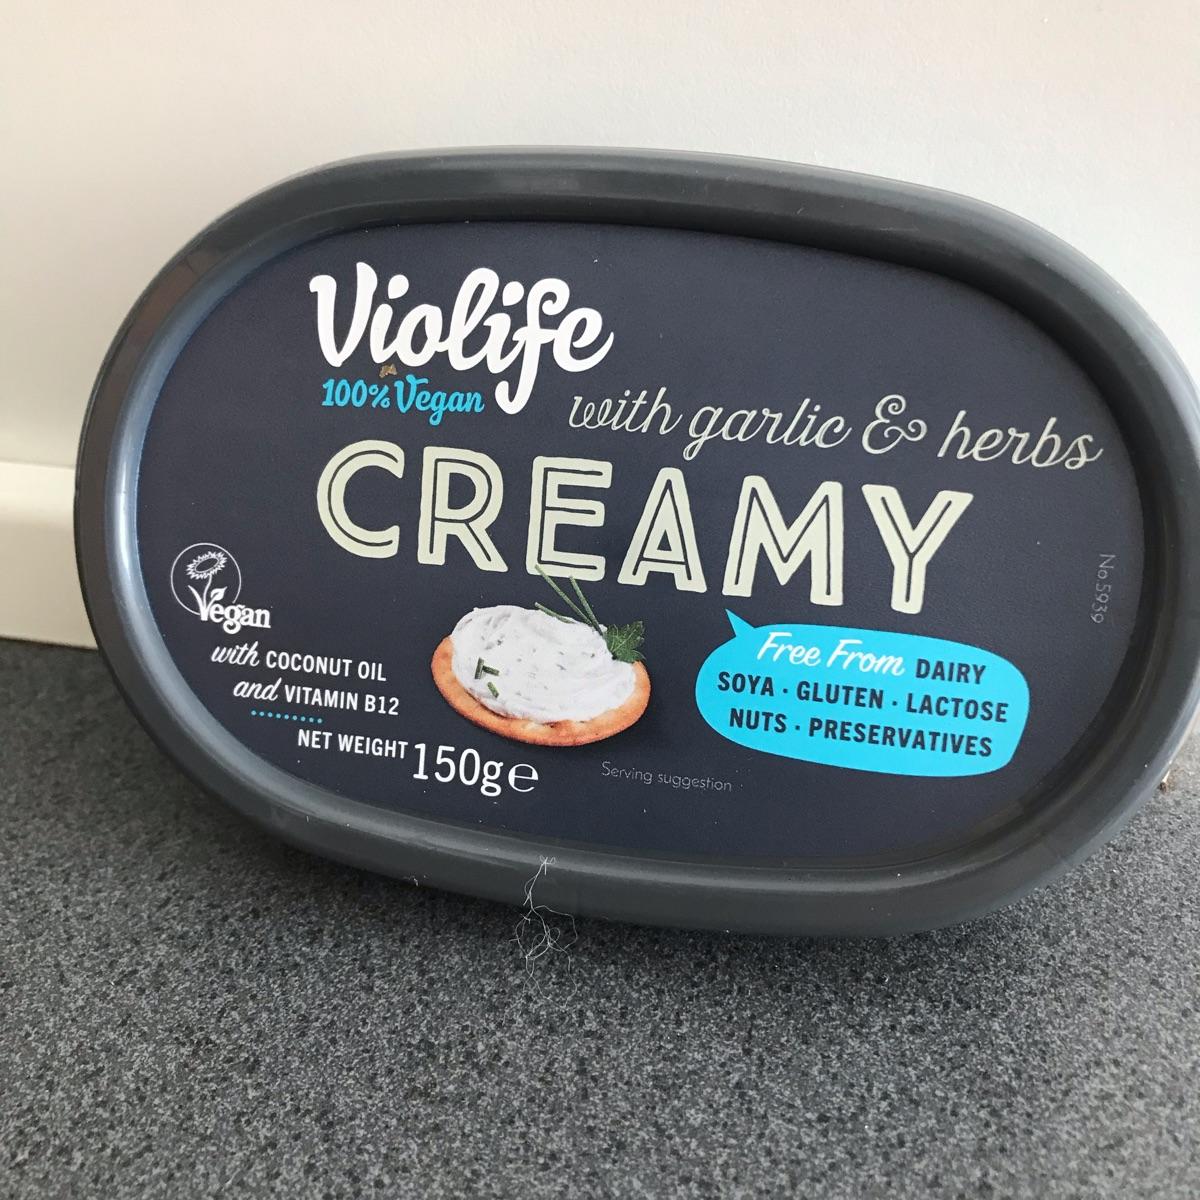 Violife
100% Vegan
with garlic & herbs
CREAMY
Vegan
with COCONUT OIL
and VITAMIN B12
NET WEIGHT 150g e
Serving suggestion
Free From DAIRY
SOYA · GLUTEN · LACTOSE
NUTS · PRESERVATIVES
No.5939